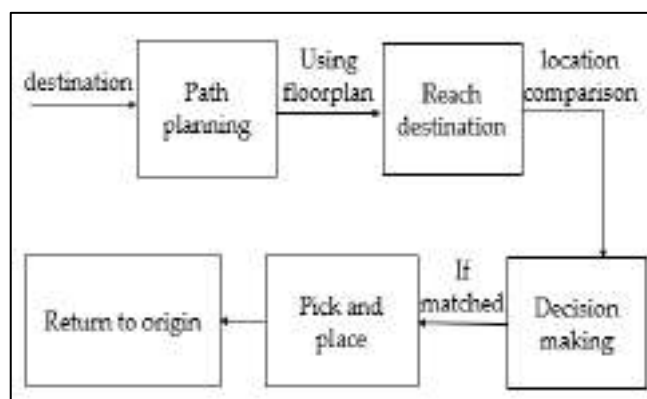 destination
Path
planning
Using
floorplan
Reach
destination
location
comparison
Decision
making
If
matched
Pick and
place
Return to origin